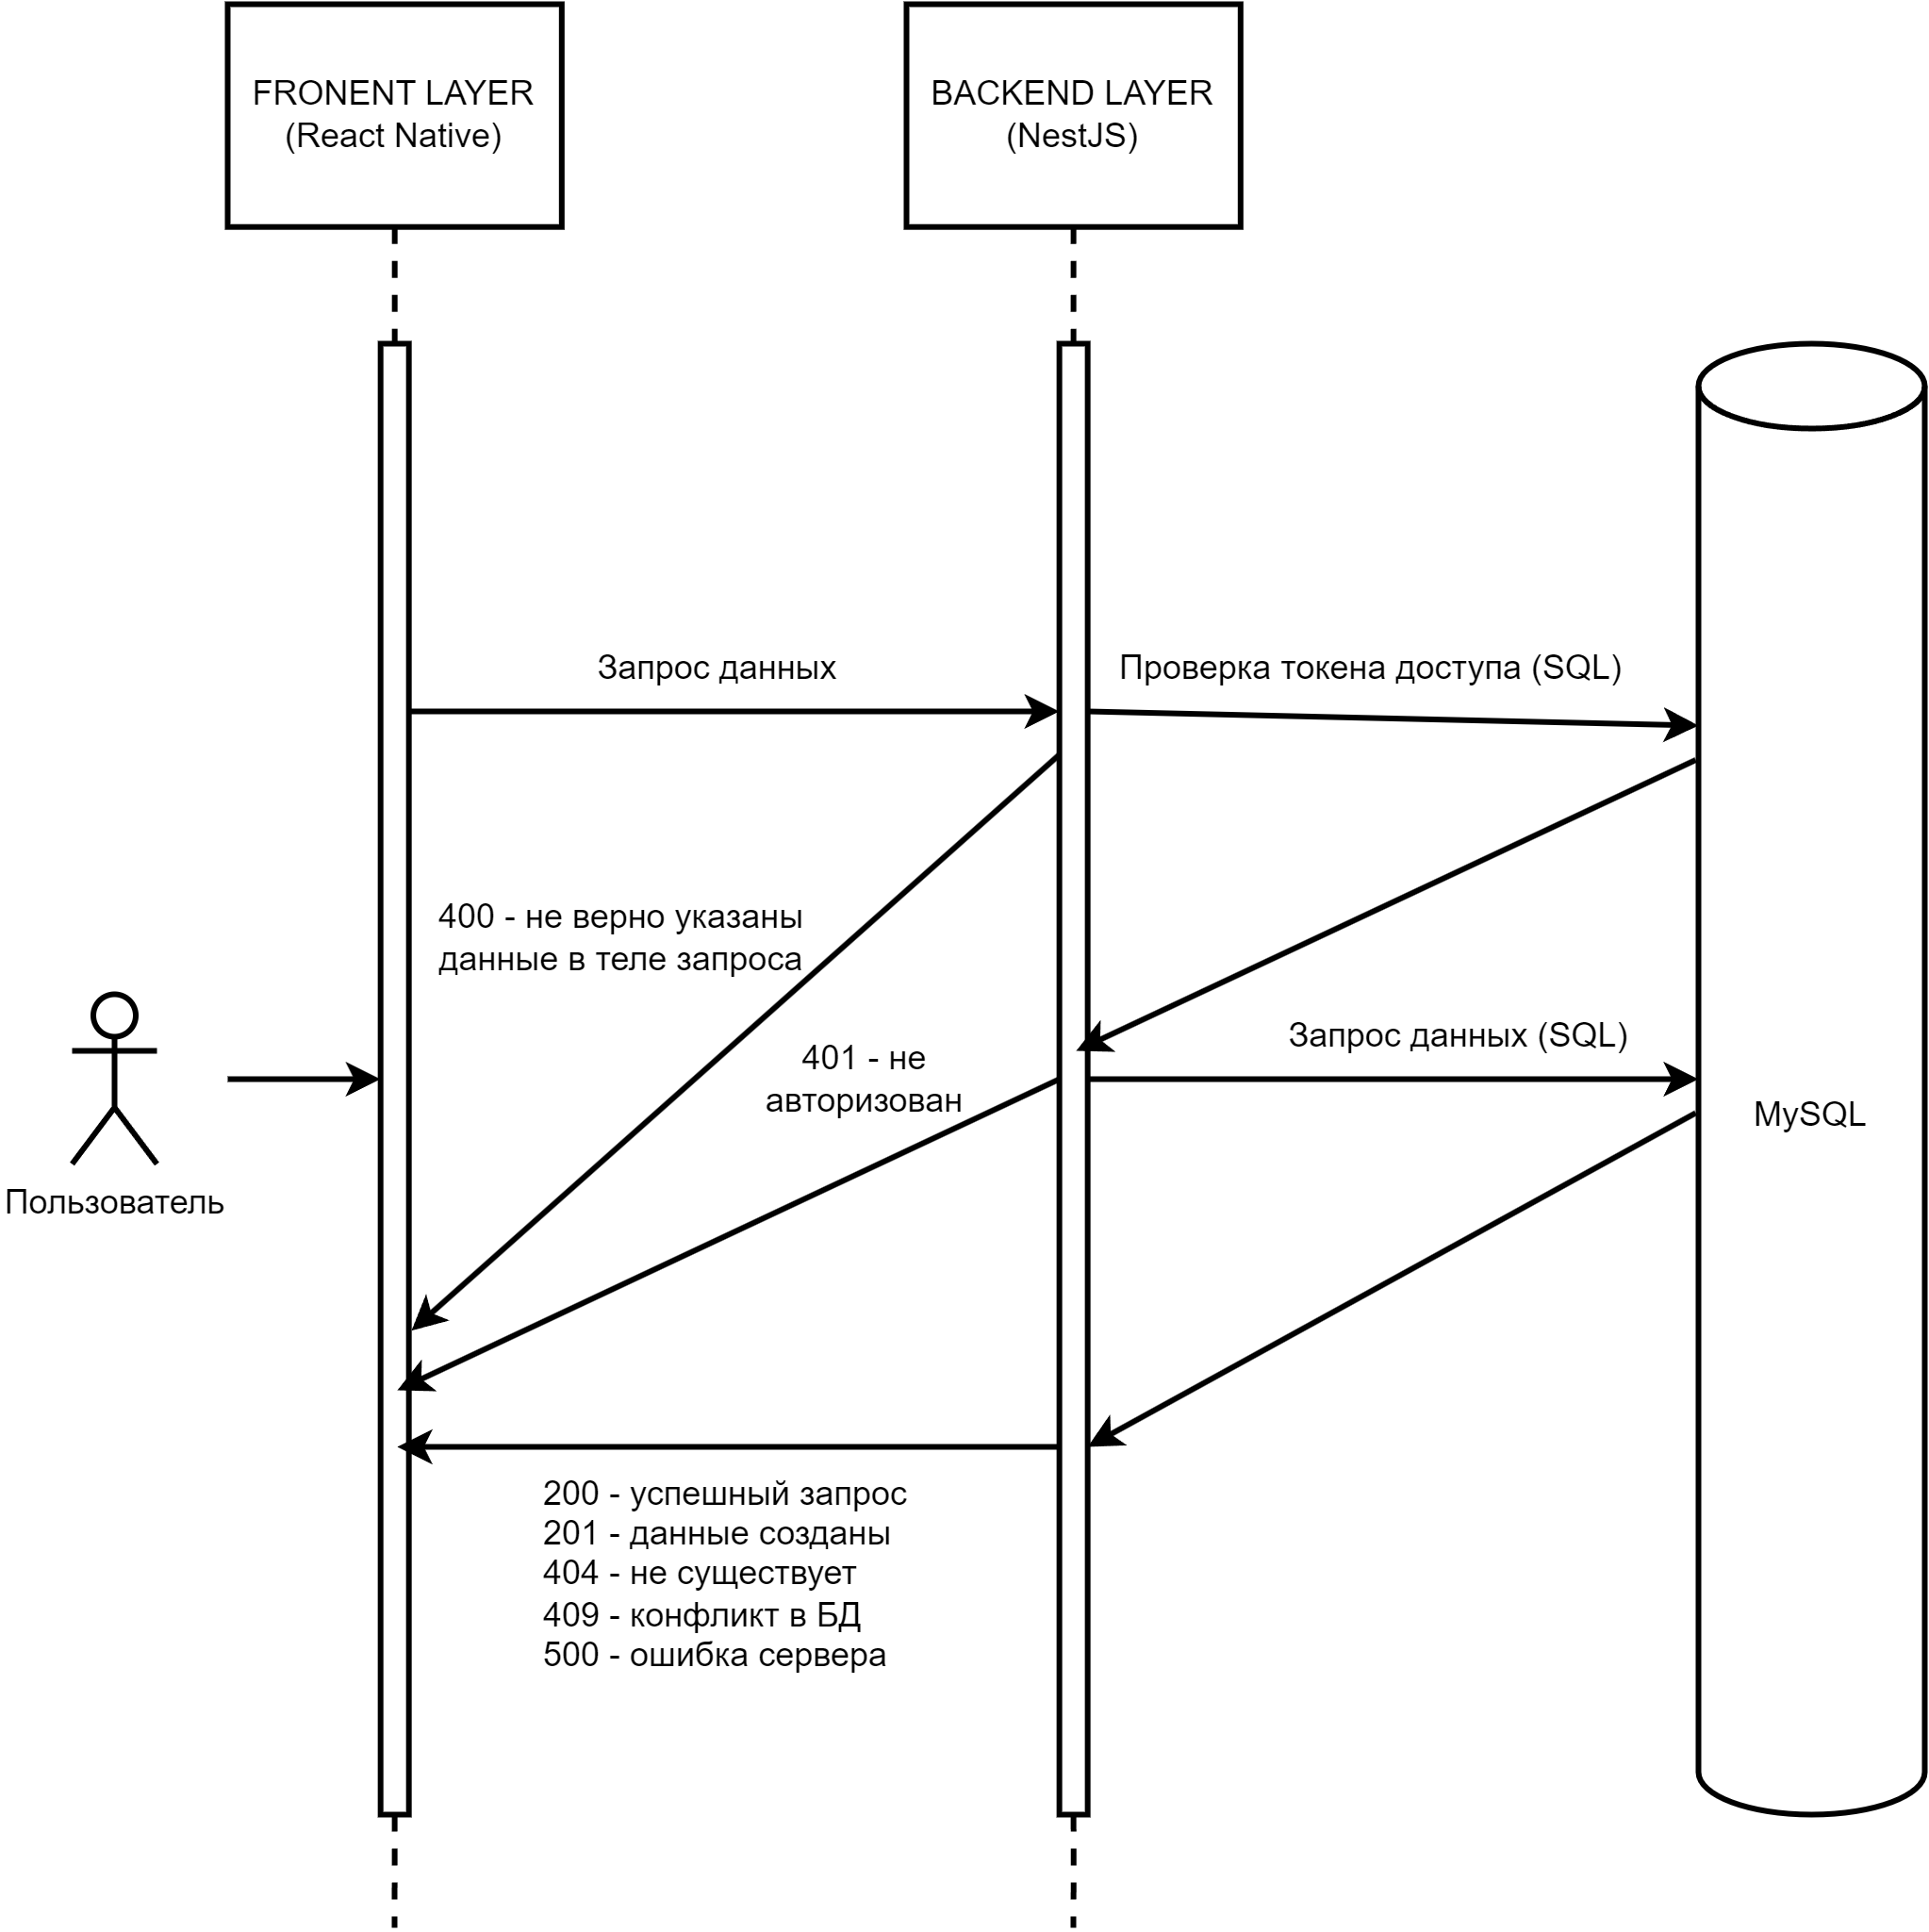 FRONENT LAYER
(React Native)
BACKEND LAYER
(NestJS)
Запрос данных
Проверка токена доступа (SQL)
400 - не верно указаны
данные в теле запроса
401 - не
авторизован
Запрос данных (SQL)
MySQL
Пользователь
200 - успешный запрос
201 - данные созданы
404 - не существует
409 - конфликт в БД
500 - ошибка сервера